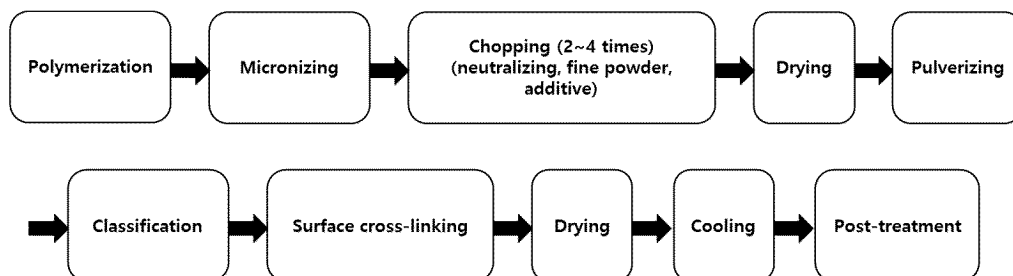 Polymerization
Micronizing
Chopping (2~4 times)
(neutralizing, fine powder,
additive)
Drying
Pulverizing
Classification
Surface cross-linking
Drying
Cooling
Post-treatment